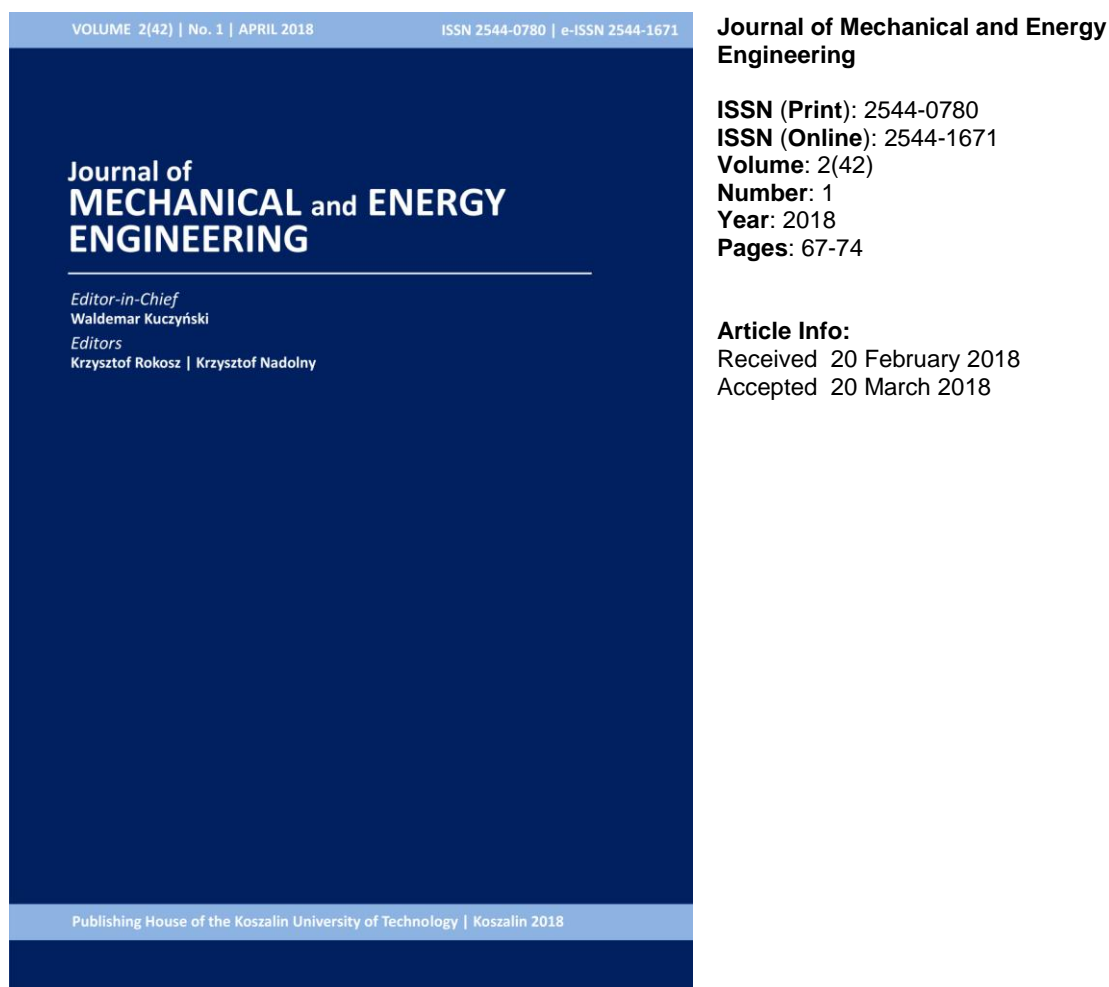 VOLUME 2(42) | No. 1 | APRIL 2018
ISSN 2544-0780 | e-ISSN 2544-1671
Journal of
MECHANICAL and ENERGY
ENGINEERING
Editor-in-Chief
Waldemar Kuczyński
Editors
Krzysztof Rokosz | Krzysztof Nadolny
Publishing House of the Koszalin University of Technology | Koszalin 2018
Journal of Mechanical and Energy
Engineering
ISSN (Print): 2544-0780
ISSN (Online): 2544-1671
Volume: 2(42)
Number: 1
Year: 2018
Pages: 67-74
Article Info:
Received 20 February 2018
Accepted 20 March 2018